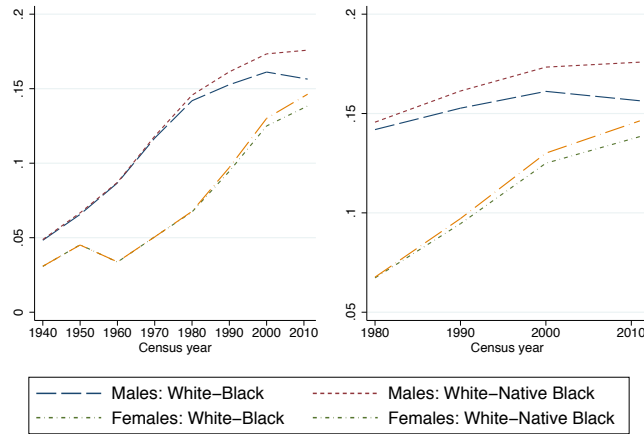 .2
.15
.1
.05
0
1940 1950 1960 1970 1980 1990 2000 2010
Census year
.2
.15
.1
.05
1980 1990 2000 2010
Census year
Males: White−Black Males: White−Native Black
Females: White−Black Females: White−Native Black